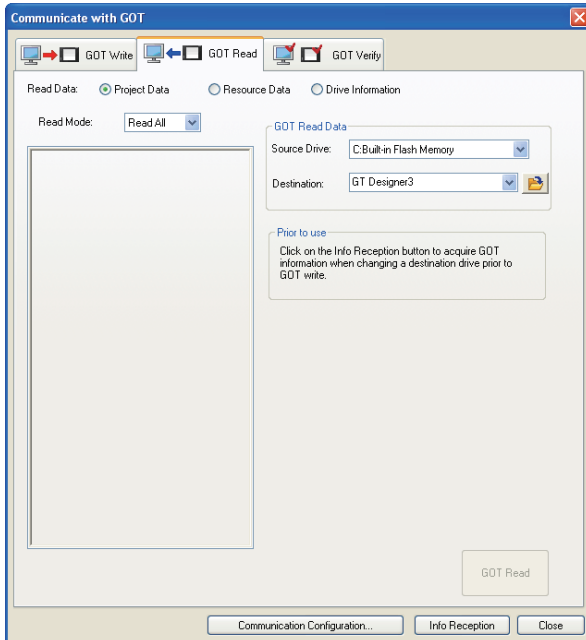 Communicate with GOT
GOT Write
GOT Read
GOT Verify
Read Data: Project Data Resource Data Drive Information
Read Mode: Read All
GOT Read Data
Source Drive: C:Built-in Flash Memory
Destination: GT Designer3
Prior to use
Click on the Info Reception button to acquire GOT
information when changing a destination drive prior to
GOT write.
GOT Read
Communication Configuration... Info Reception Close